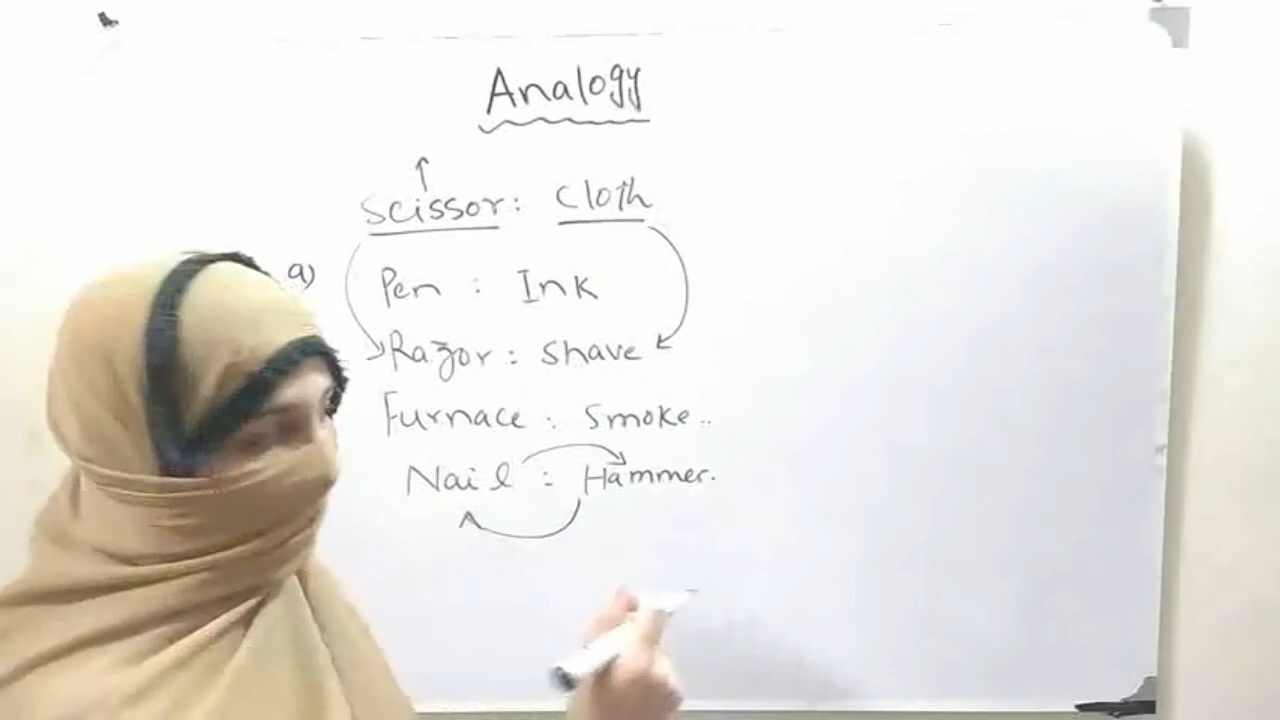 Analogy
Scissor: Cloth
a)
Pen : Ink
Razor : Shave
Furnace : Smoke..
Nail : Hammer.